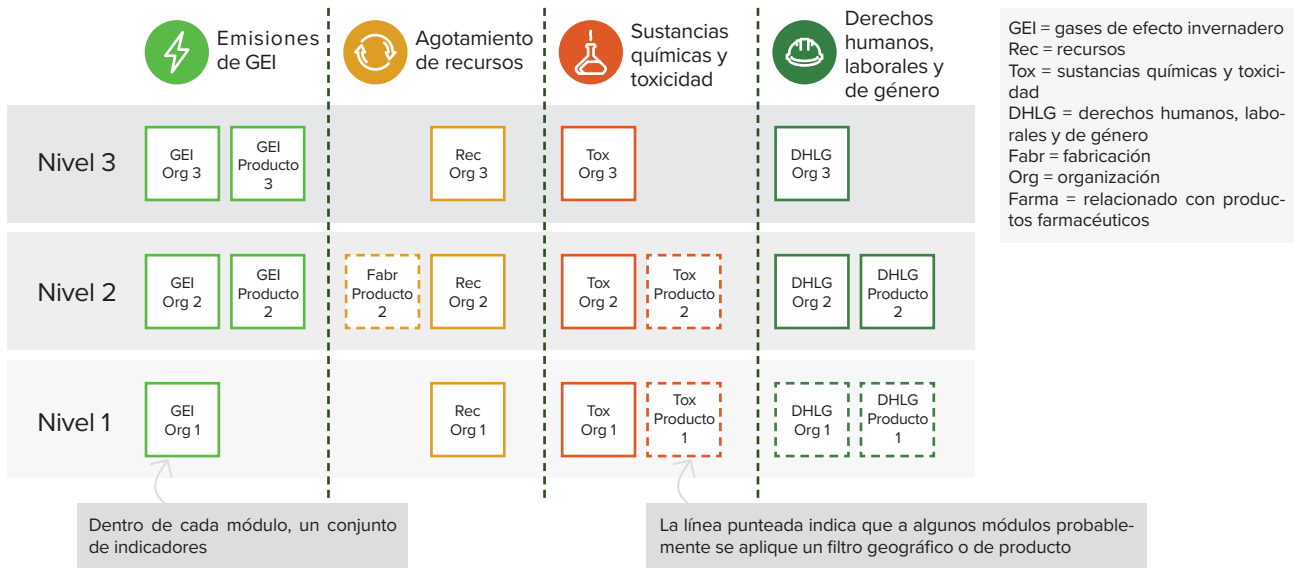 Emisiones
de GEI
Agotamiento
de recursos
Sustancias
químicas y
toxicidad
Derechos
humanos,
laborales y
de género
GEI = gases de efecto invernadero
Rec = recursos
Tox = sustancias químicas y toxici-
dad
DHLG = derechos humanos, labo-
rales y de género
Fabr = fabricación
Org = organización
Farma = relacionado con produc-
tos farmacéuticos
Nivel 3
GEI
Org 3
GEI
Producto
3
Rec
Org 3
Tox
Org 3
DHLG
Org 3
Nivel 2
GEI
Org 2
GEI
Producto
2
Fabr
Producto
2
Rec
Org 2
Tox
Org 2
Tox
Producto
2
DHLG
Org 2
DHLG
Producto
2
Nivel 1
GEI
Org 1
Rec
Org 1
Tox
Org 1
Tox
Producto
1
DHLG
Org 1
DHLG
Producto
1
Dentro de cada módulo, un conjunto
de indicadores
La línea punteada indica que a algunos módulos probable-
mente se aplique un filtro geográfico o de producto